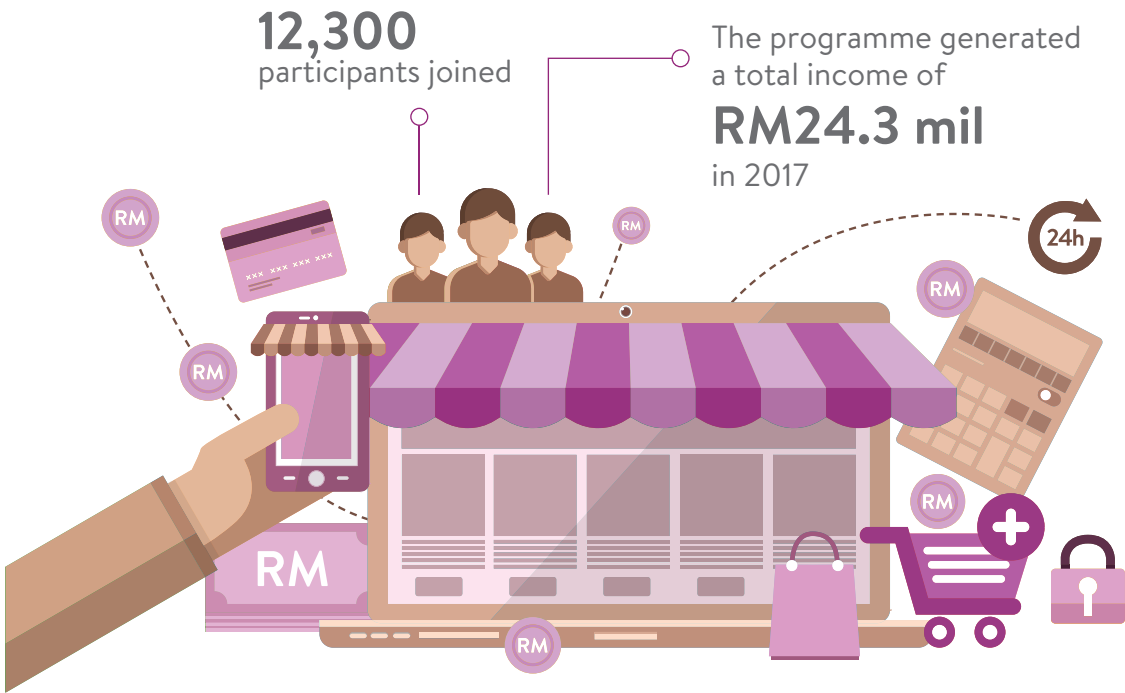 12,300
participants joined
The programme generated
a total income of
RM24.3 mil
in 2017
RM
RM
24h
RM
RM
xxx xxx xxx xxx
RM
RM
RM